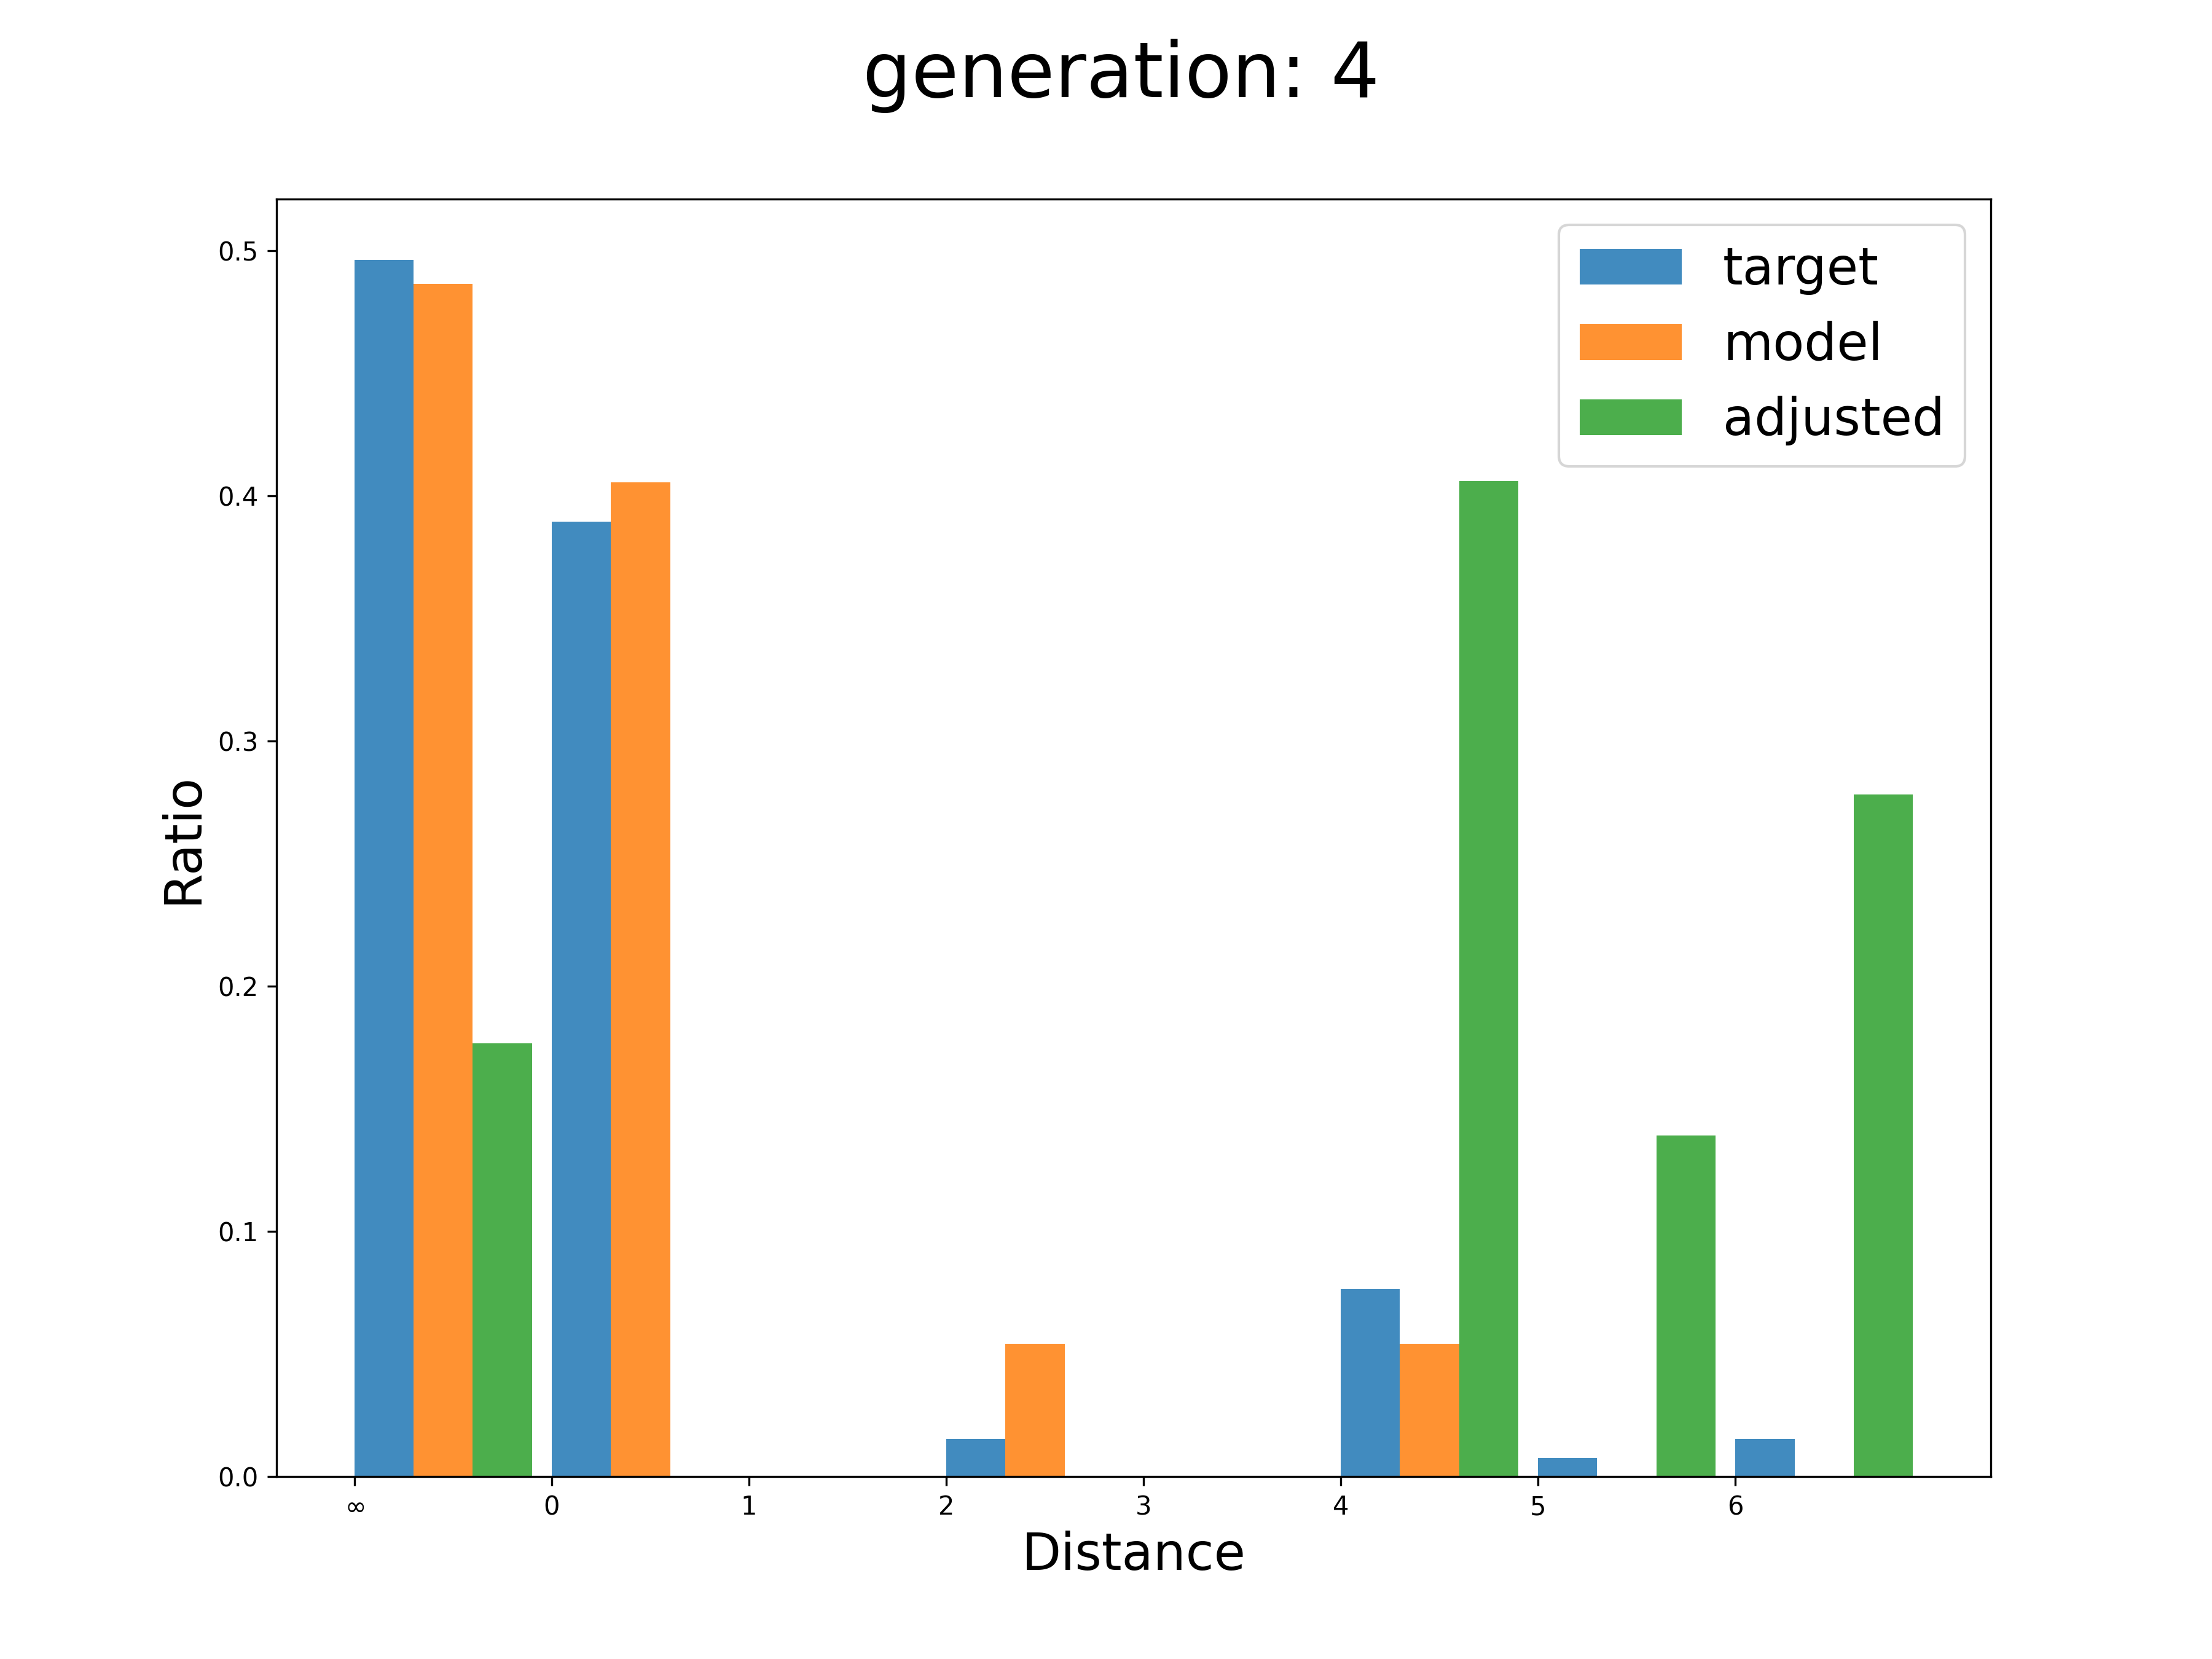 generation: 4
target
model
adjusted
0.5
0.4
0.3
0.2
0.1
0.0
Ratio
∞ 0 1 2 3 4 5 6
Distance